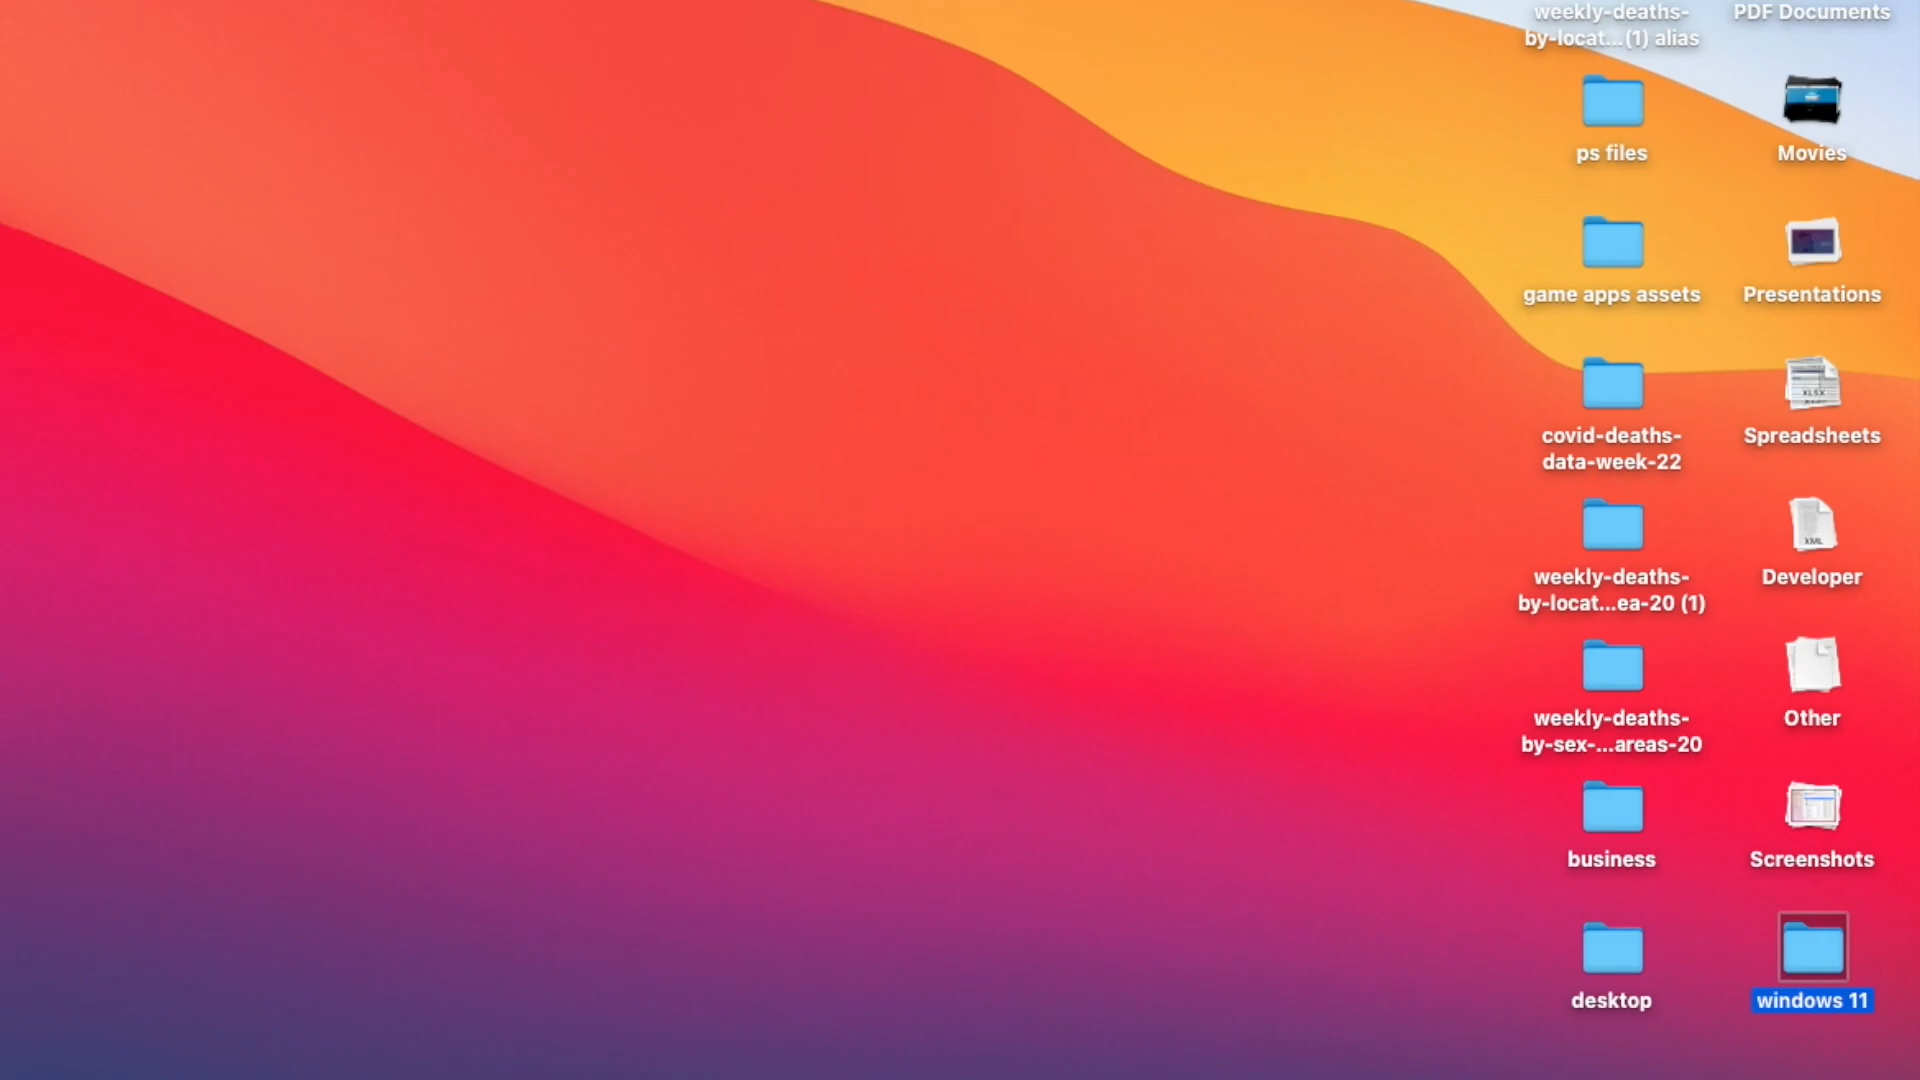 weekly-deaths-
by-locat...(1) alias
PDF Documents
ps files
Movies
game apps assets
Presentations
covid-deaths-
data-week-22
XLSX
Spreadsheets
weekly-deaths-
by-locat...ea-20 (1)
XML
Developer
weekly-deaths-
by-sex-...areas-20
Other
business
Screenshots
desktop
windows 11